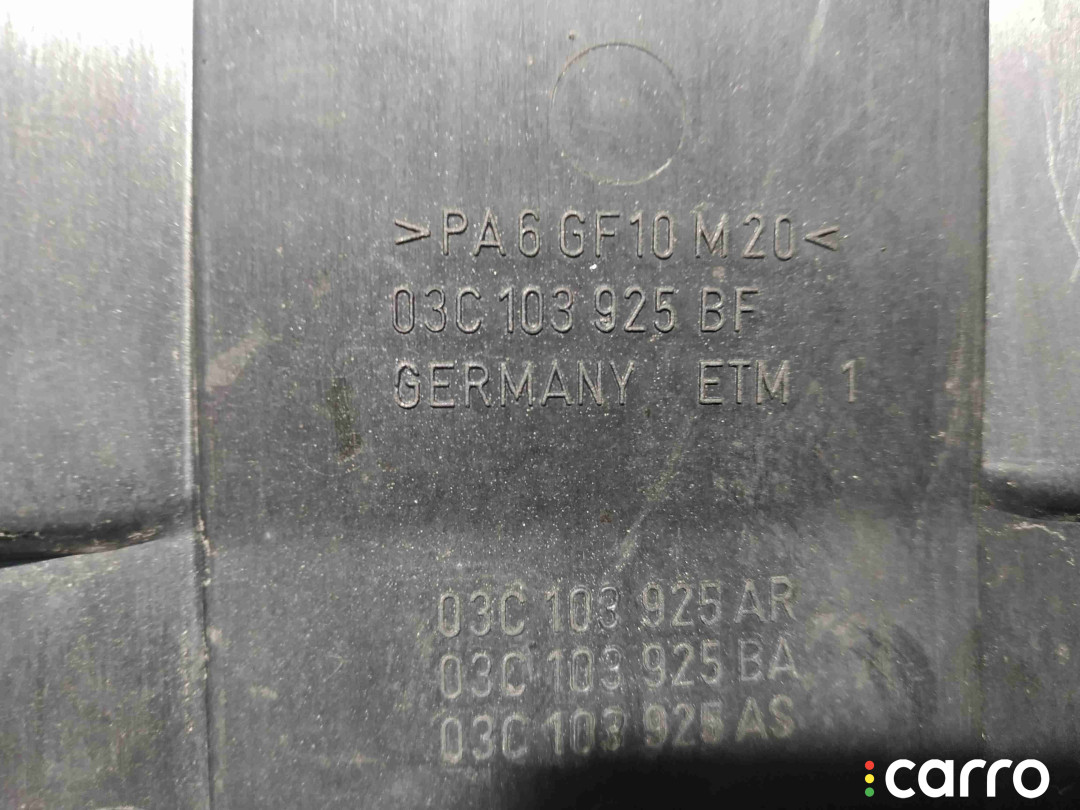 >PA6 GF10 M20<
03C 103 925 BF
GERMANY ETM 1
03C 103 925 AR
03C 103 925 BA
03C 103 925 AS
carro